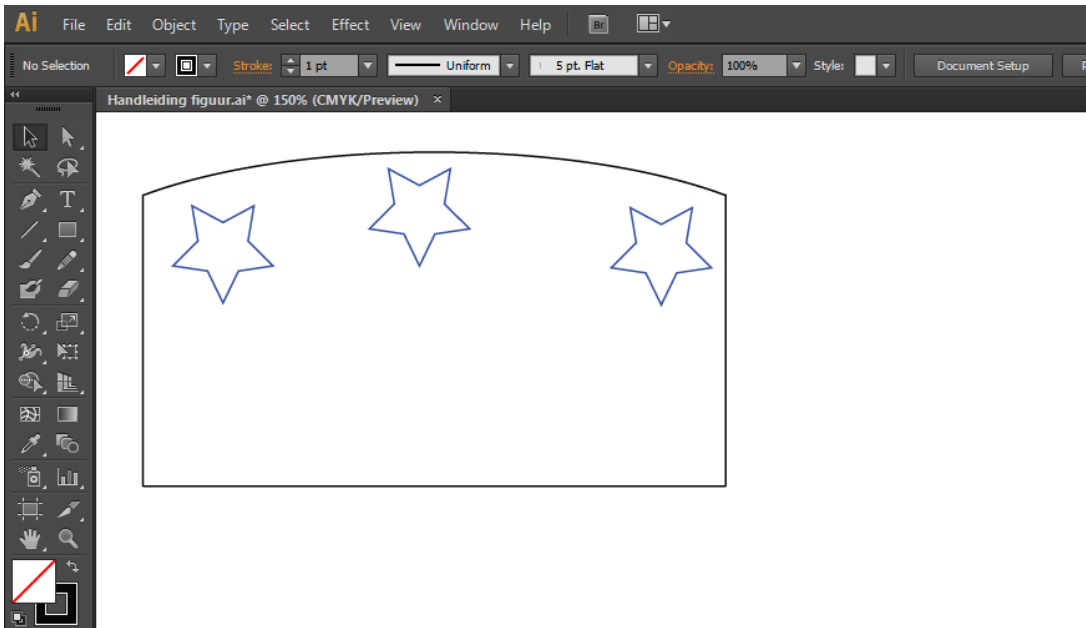 Ai File Edit Object Type Select Effect View Window Help Br
No Selection Stroke: 1 pt Uniform 5 pt. Flat Opacity: 100% Style: Document Setup
Handleiding figuur.ai* @ 150% (CMYK/Preview) ×
T